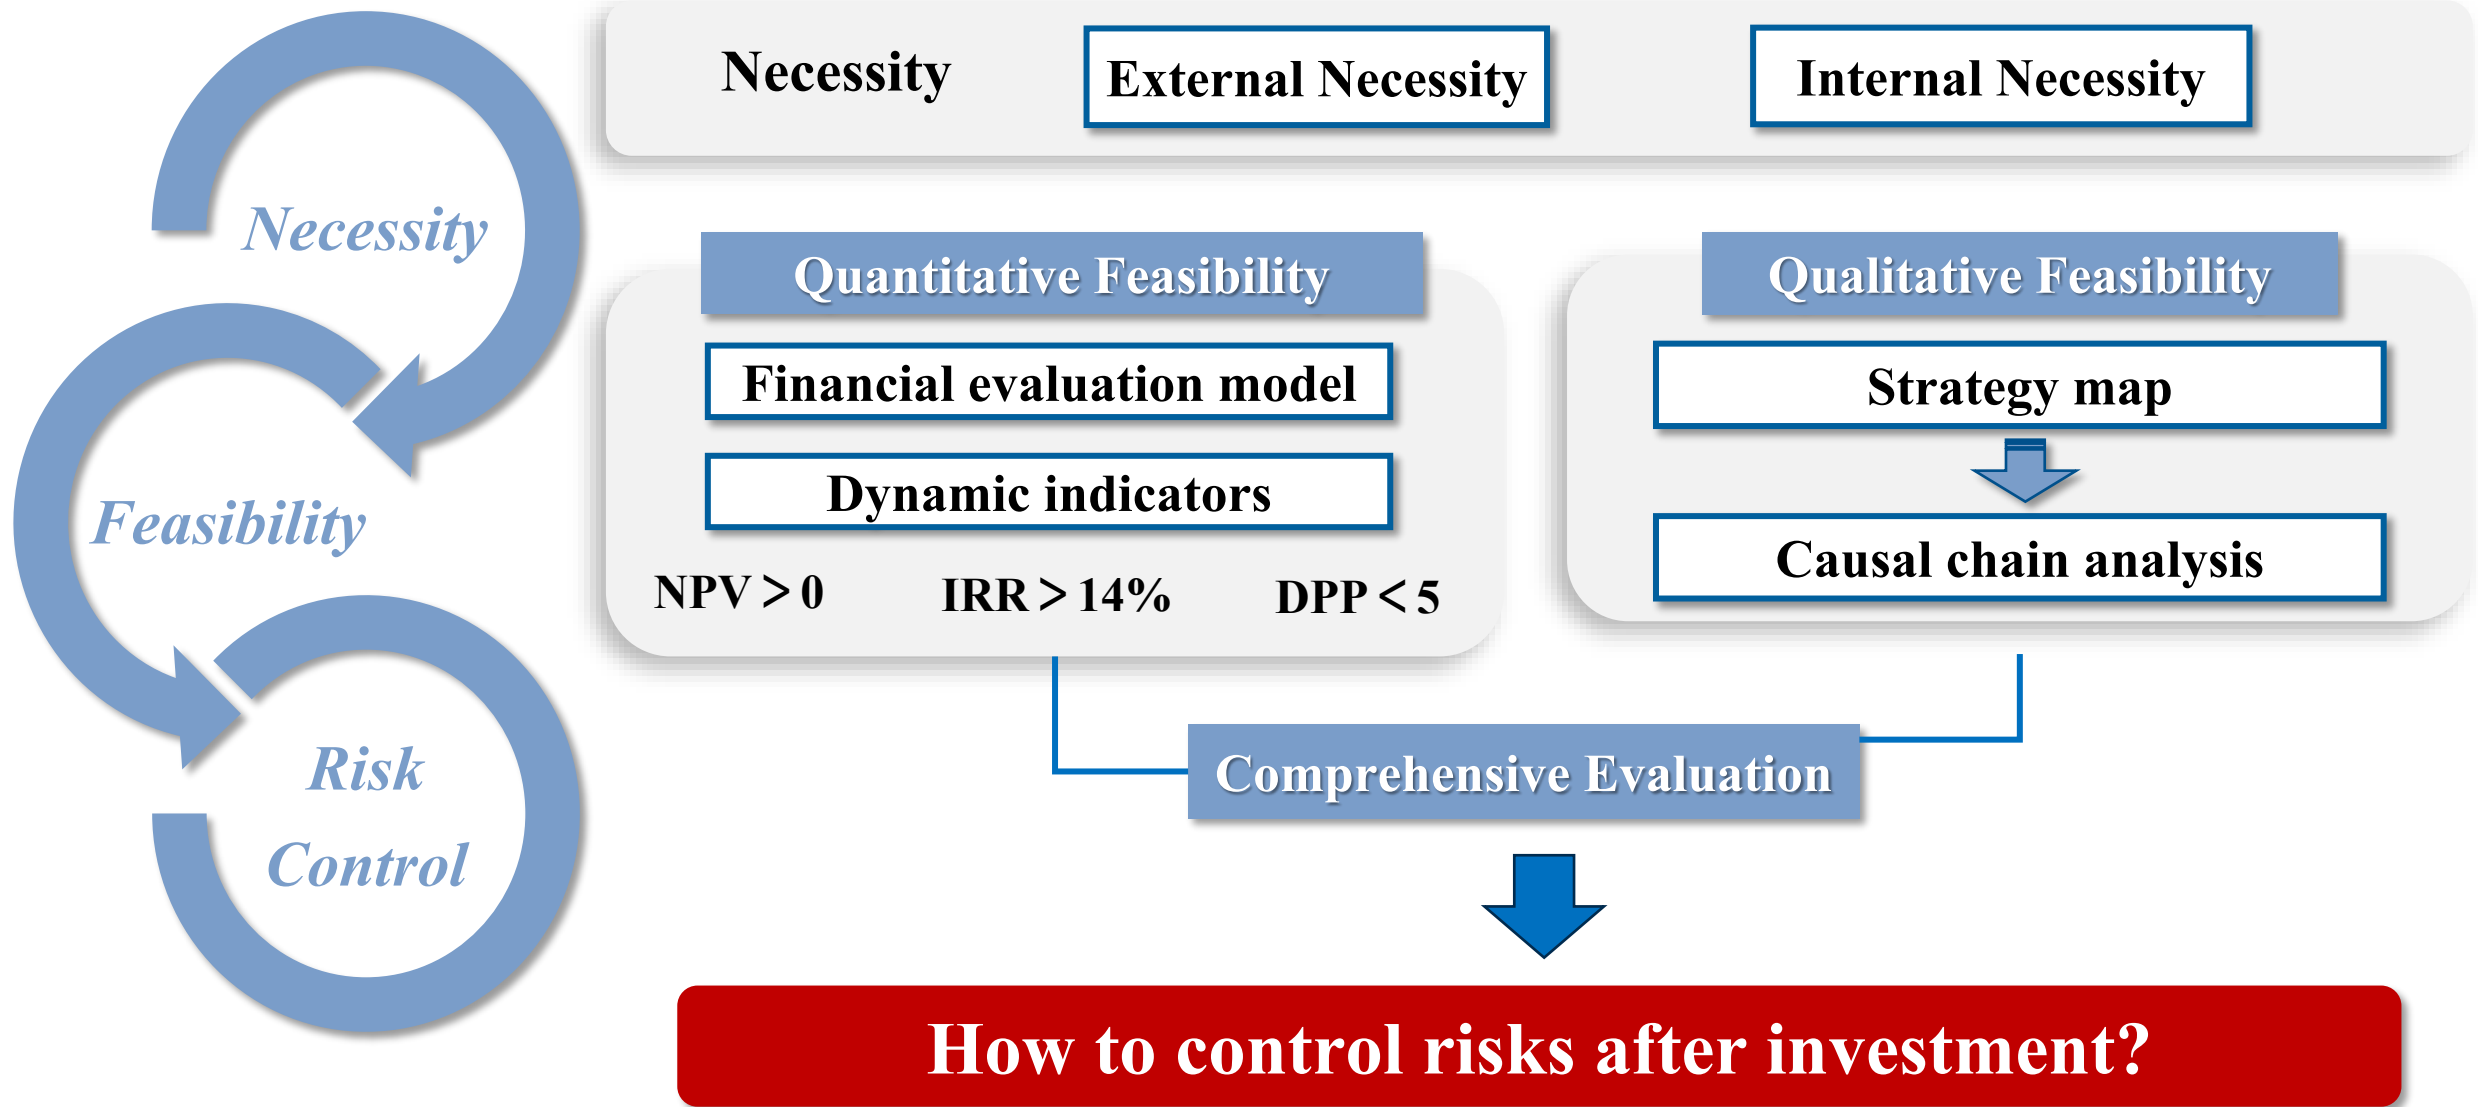 Necessity
External Necessity
Internal Necessity
Necessity
Quantitative Feasibility
Qualitative Feasibility
Financial evaluation model
Strategy map
Dynamic indicators
Feasibility
Causal chain analysis
NPV > 0
IRR > 14%
DPP < 5
Risk
Control
Comprehensive Evaluation
How to control risks after investment?